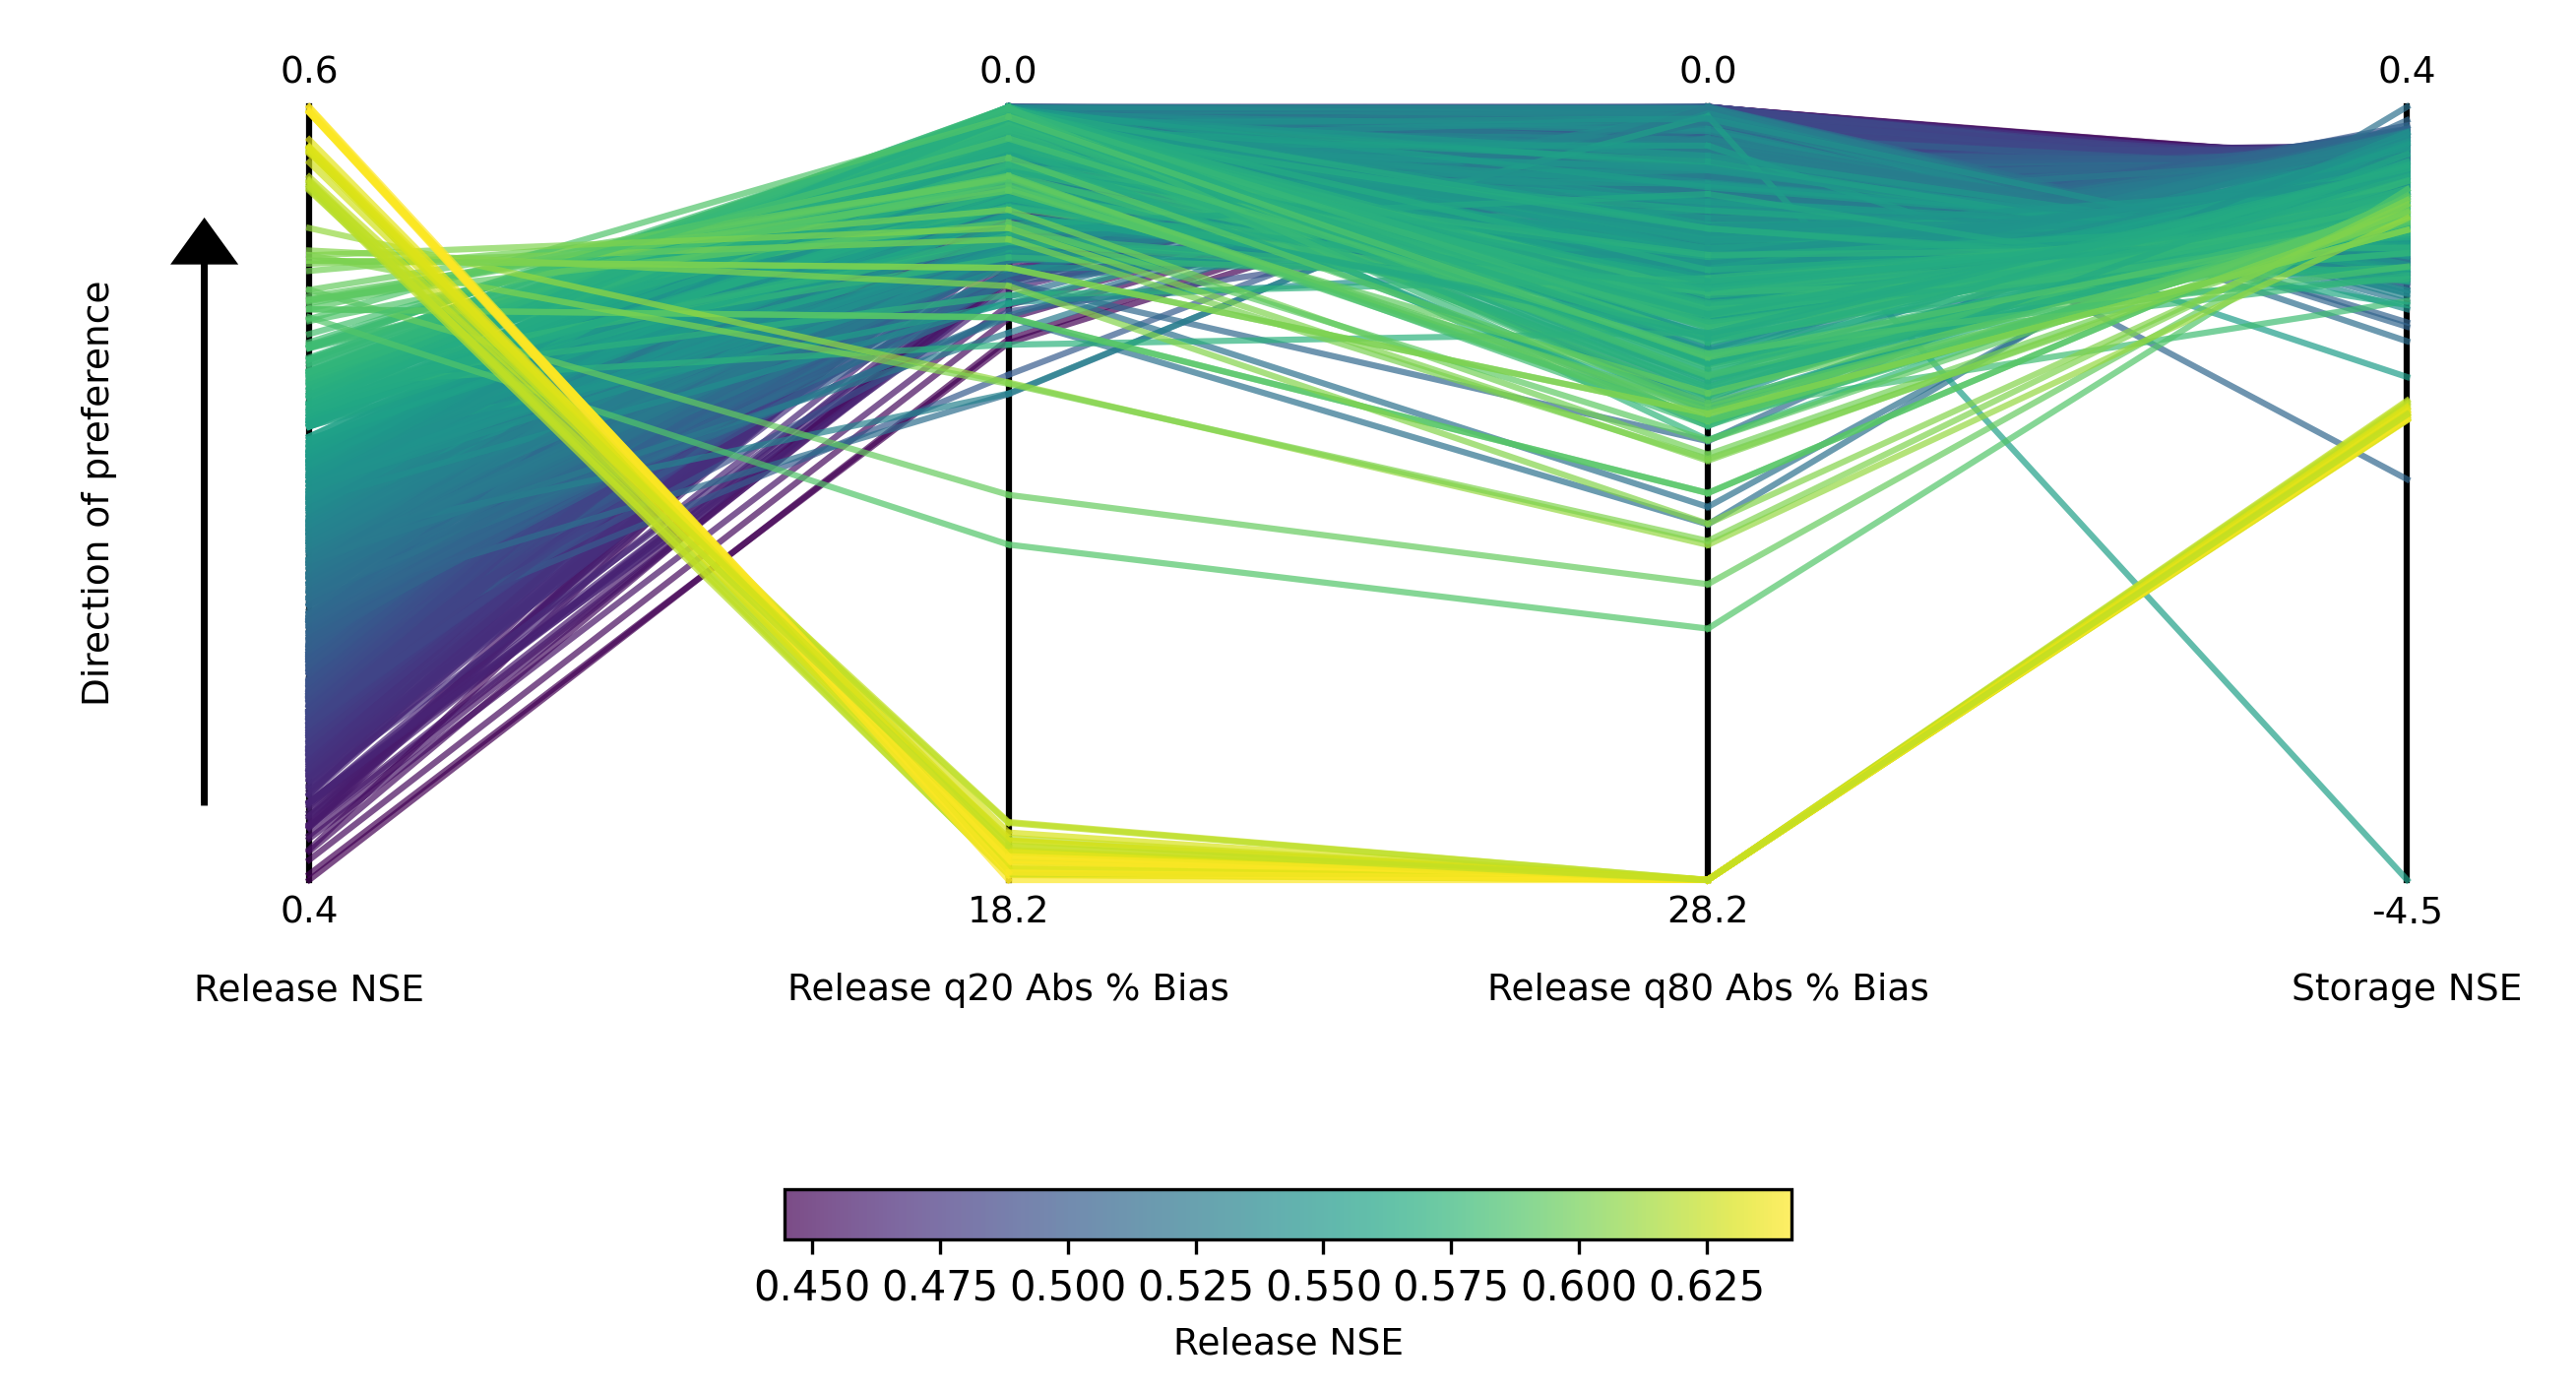 0.6
0.0
0.0
0.4
Direction of preference
0.4
18.2
28.2
-4.5
Release NSE
Release q20 Abs % Bias
Release q80 Abs % Bias
Storage NSE
0.450 0.475 0.500 0.525 0.550 0.575 0.600 0.625
Release NSE